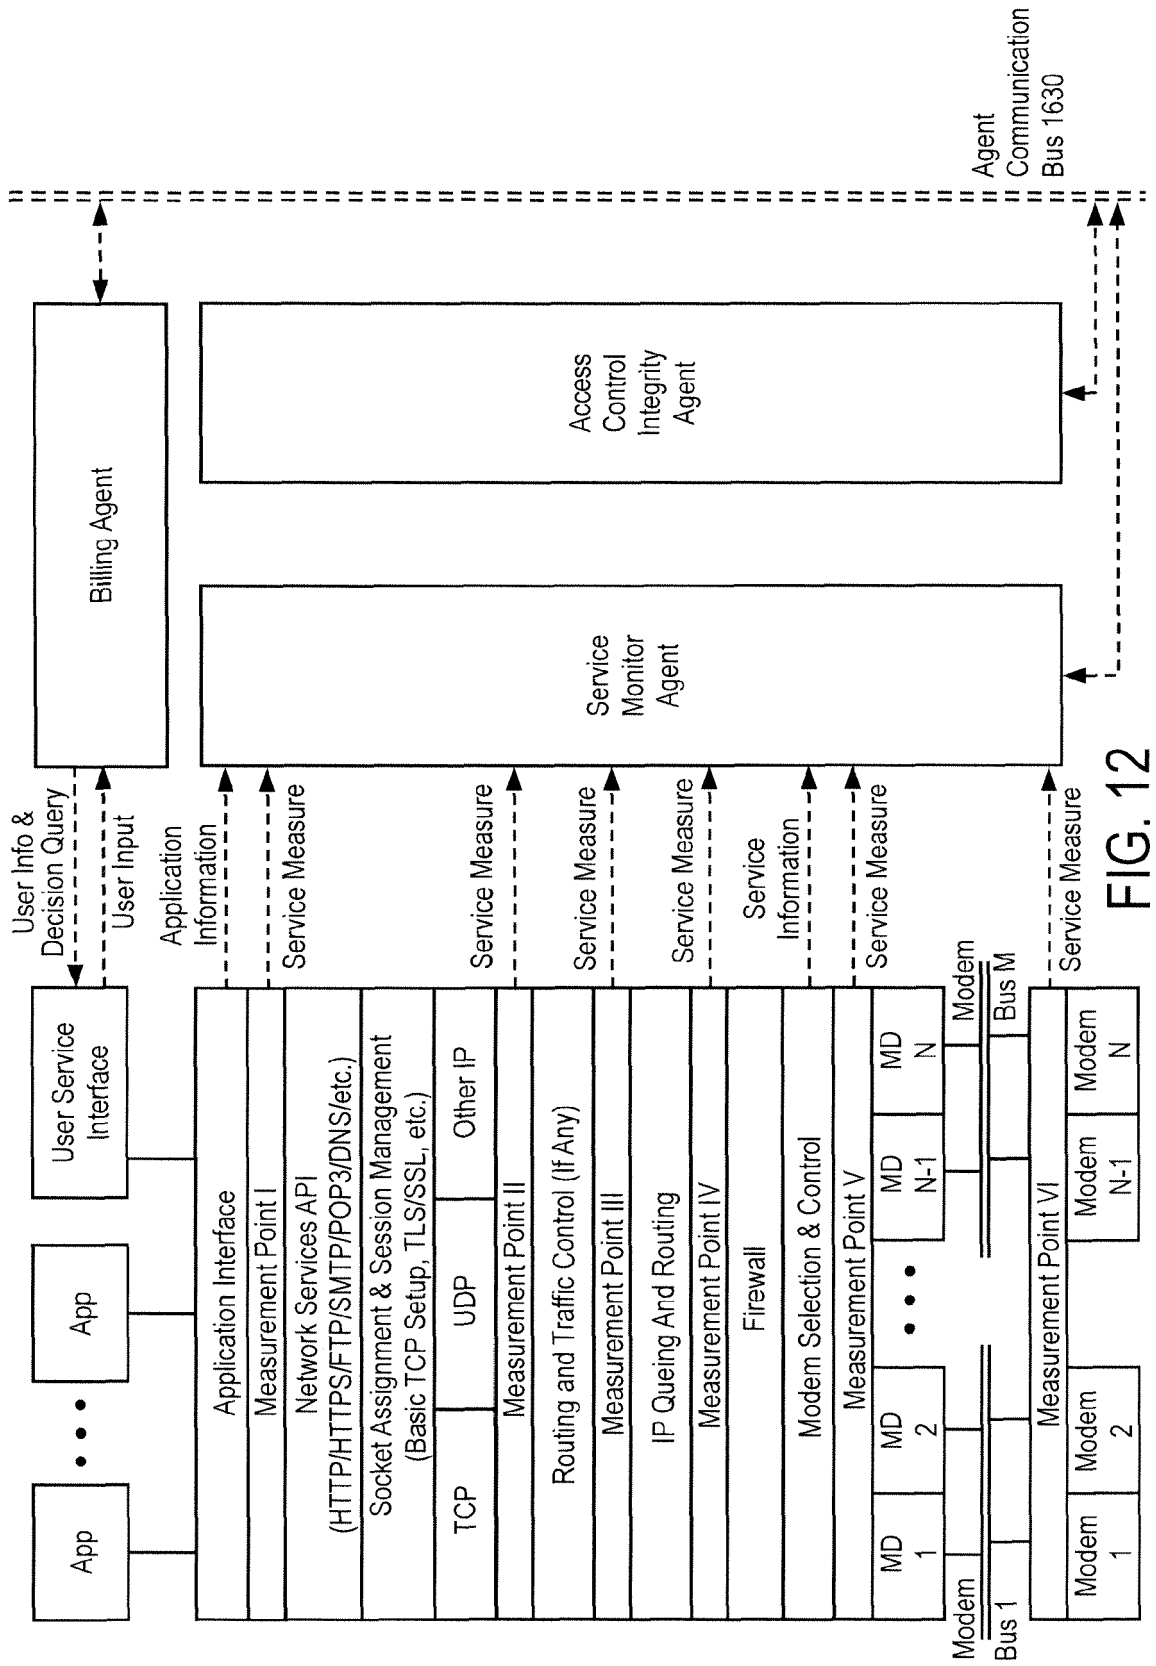 App
App
User Service
Interface
User Info &
Decision Query
User Input
Billing Agent
Application Interface
Application
Information
Measurement Point I
Service Measure
Network Services API
(HTTP/HTTPS/FTP/SMTP/POP3/DNS/etc.)
Socket Assignment & Session Management
(Basic TCP Setup, TLS/SSL, etc.)
TCP
UDP
Other IP
Measurement Point II
Service Measure
Routing and Traffic Control (If Any)
Measurement Point III
Service Measure
IP Queing And Routing
Measurement Point IV
Service Measure
Firewall
Modem Selection & Control
Service
Information
Measurement Point V
Service Measure
MD
1
MD
2
MD
N-1
MD
N
Modem
Bus 1
Modem
Bus M
Measurement Point VI
Service Measure
Modem
1
Modem
2
Modem
N-1
Modem
N
Service
Monitor
Agent
Access
Control
Integrity
Agent
Agent
Communication
Bus 1630
FIG. 12